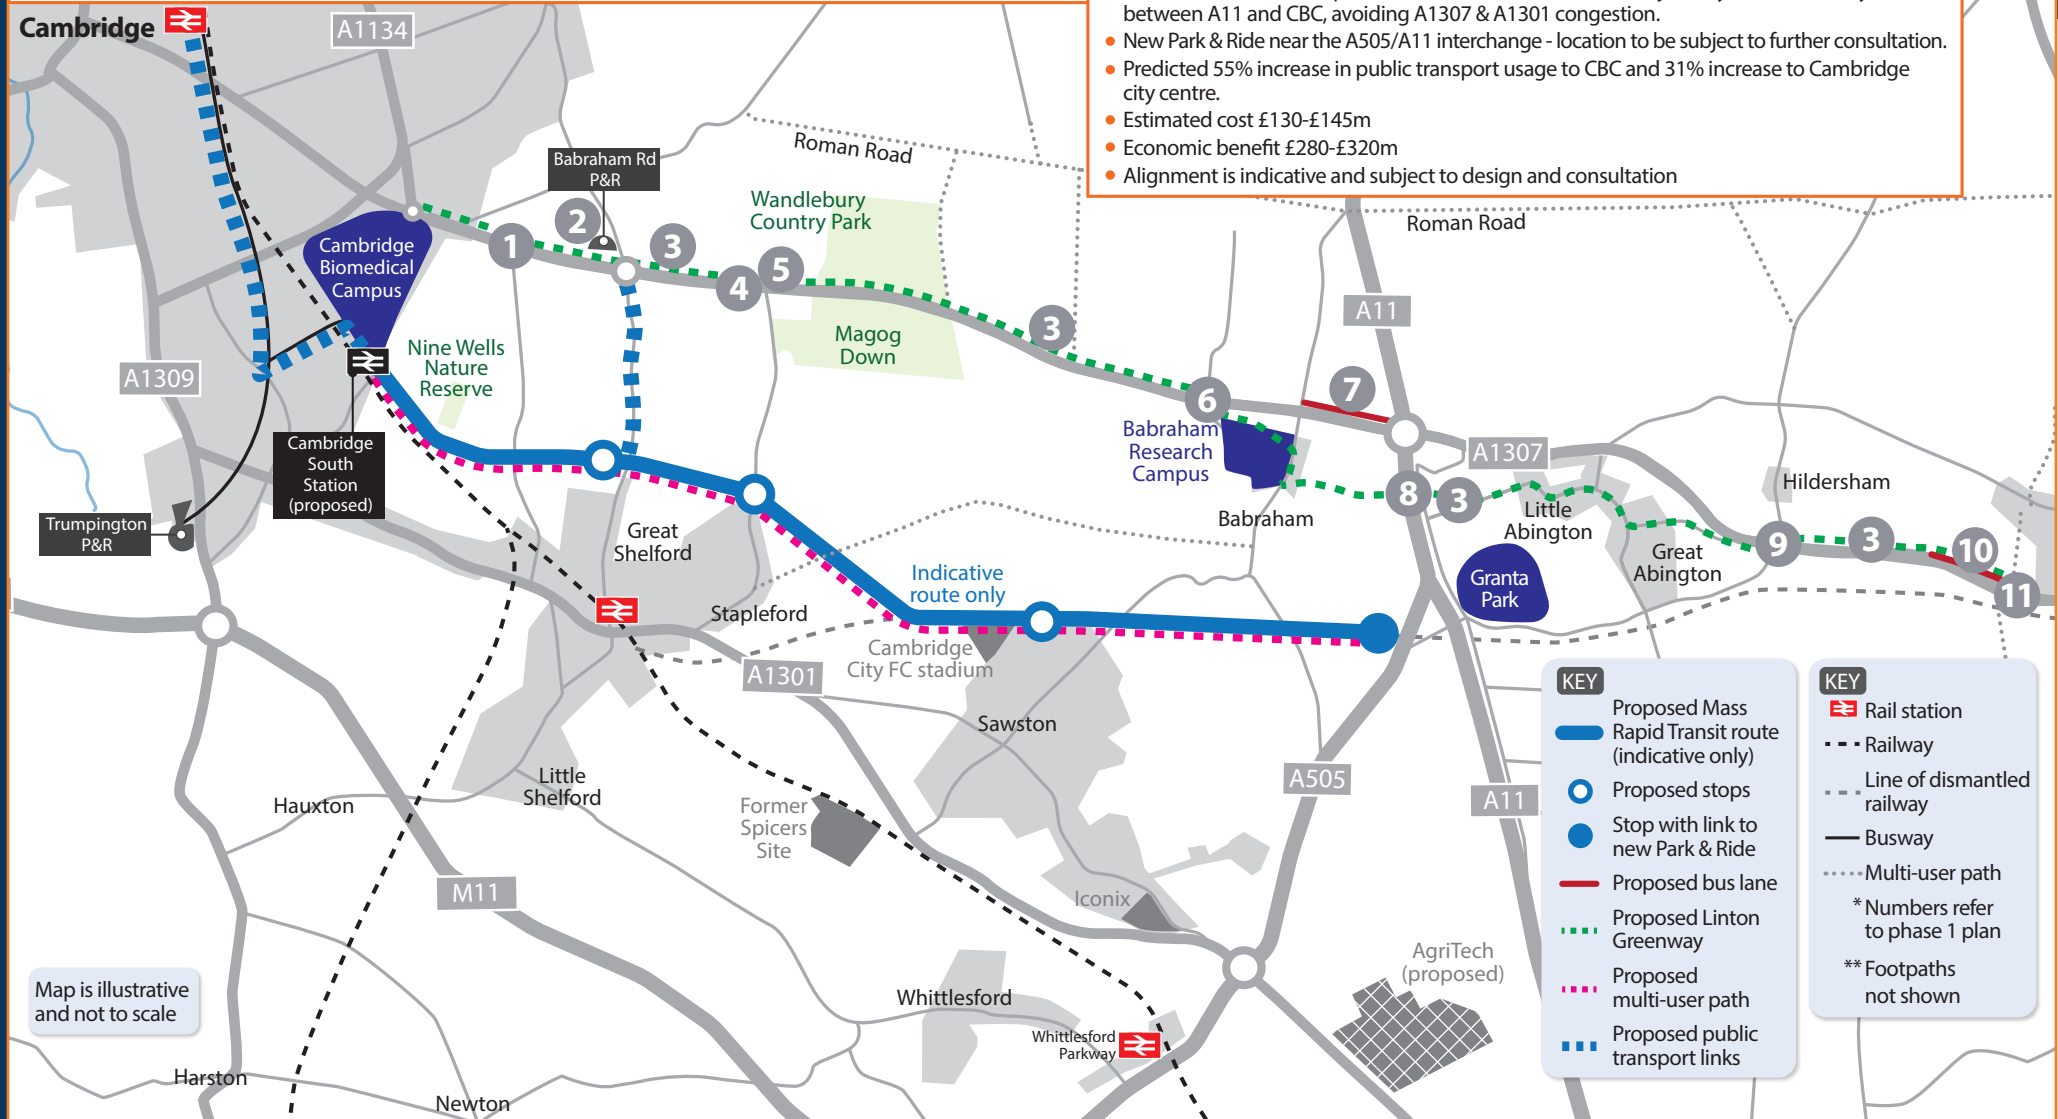 between A11 and CBC, avoiding A1307 & A1301 congestion.
• New Park & Ride near the A505/A11 interchange - location to be subject to further consultation.
• Predicted 55% increase in public transport usage to CBC and 31% increase to Cambridge
city centre.
• Estimated cost £130-£145m
• Economic benefit £280-£320m
• Alignment is indicative and subject to design and consultation
Cambridge
A1134
Roman Road
Babraham Rd
P&R
Wandlebury
Country Park
Roman Road
Cambridge
Biomedical
Campus
1
2
3
4
5
A11
Nine Wells
Nature
Reserve
Magog
Down
3
A1309
6
7
Babraham
Research
Campus
A1307
Cambridge
South
Station
(proposed)
8
3
Hildersham
Little
Abington
Babraham
Trumpington
P&R
Great
Shelford
9
3
10
11
Great
Abington
Granta
Park
Indicative
route only
Stapleford
Cambridge
City FC stadium
A1301
Sawston
A505
A11
Hauxton
Little
Shelford
Former
Spicers
Site
M11
Iconix
AgriTech
(proposed)
Whittlesford
Whittlesford
Parkway
Map is illustrative
and not to scale
Harston
Newton
KEY
Proposed Mass
Rapid Transit route
(indicative only)
Proposed stops
Stop with link to
new Park & Ride
Proposed bus lane
Proposed Linton
Greenway
Proposed
multi-user path
Proposed public
transport links
KEY
Rail station
Railway
Line of dismantled
railway
Busway
Multi-user path
* Numbers refer
to phase 1 plan
** Footpaths
not shown